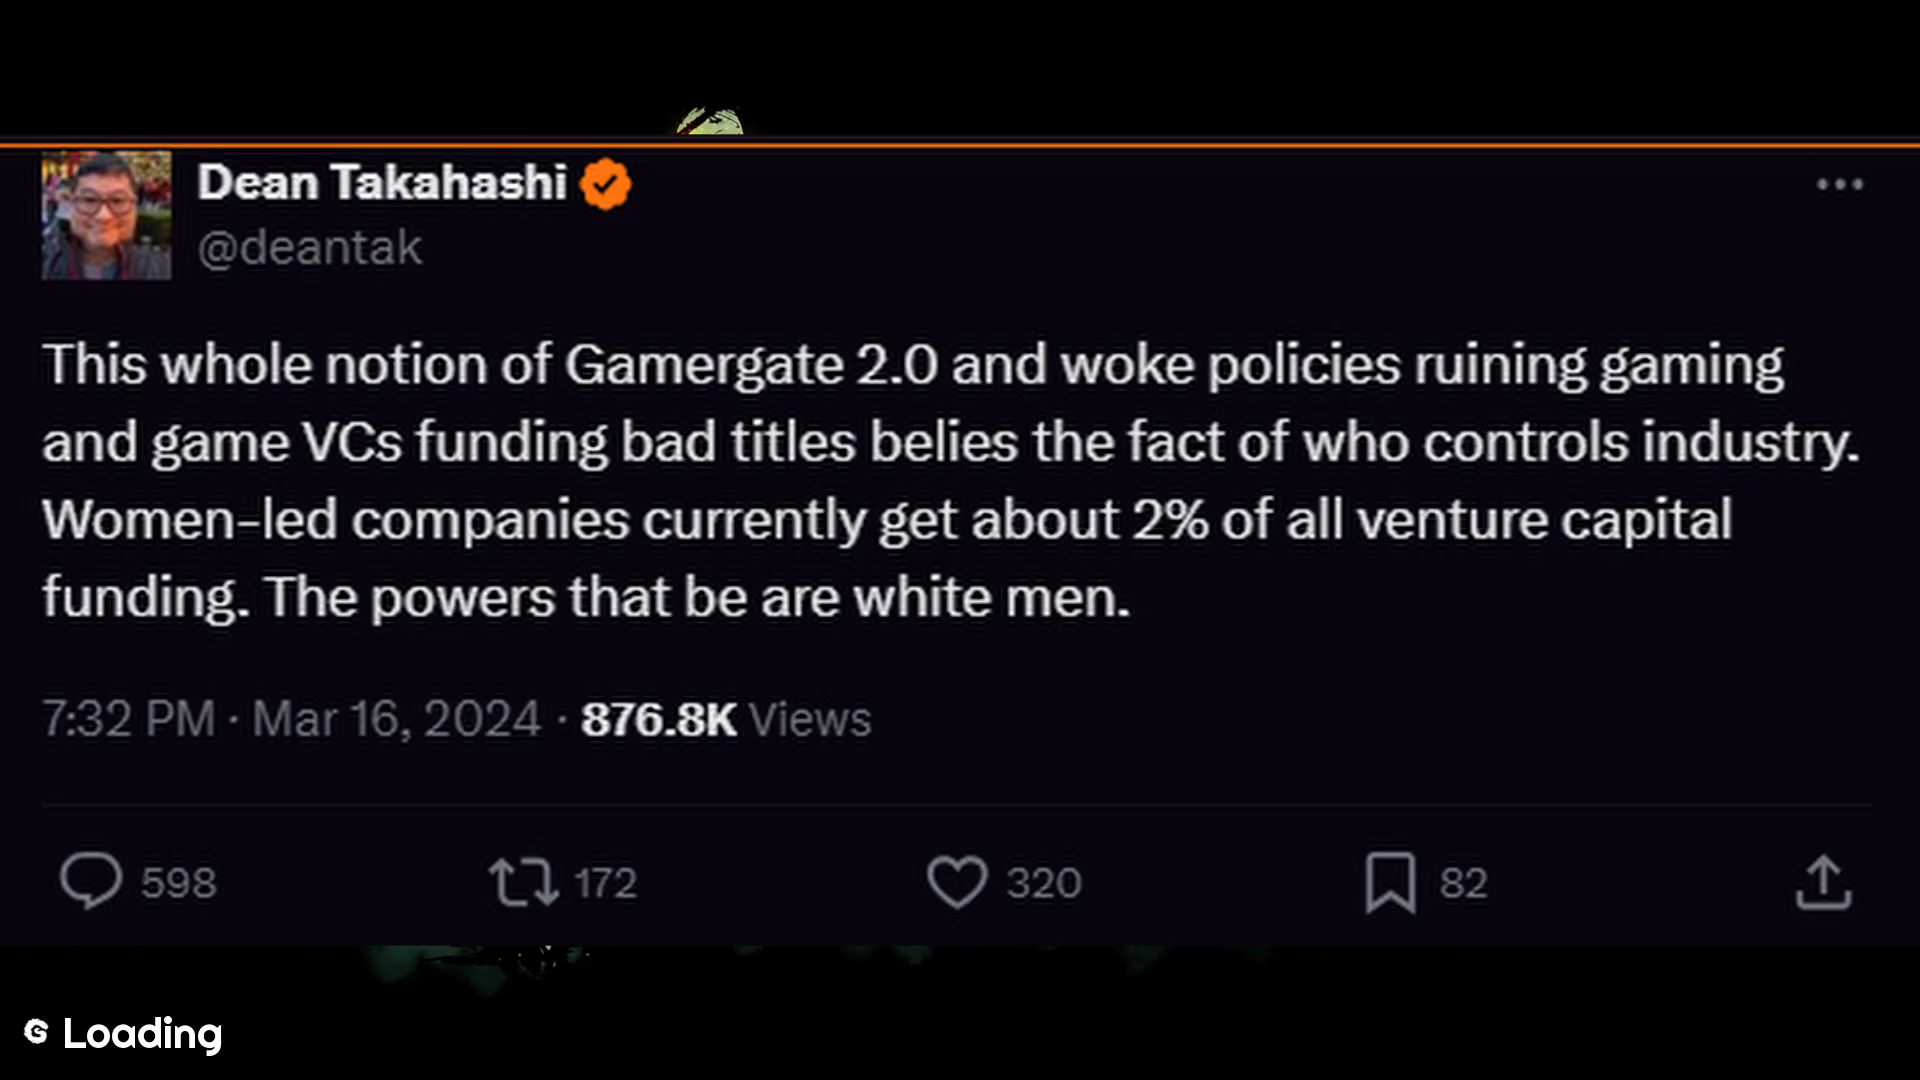 Dean Takahashi
@deantak
This whole notion of Gamergate 2.0 and woke policies ruining gaming
and game VCs funding bad titles belies the fact of who controls industry.
Women-led companies currently get about 2% of all venture capital
funding. The powers that be are white men.
7:32 PM · Mar 16, 2024 · 876.8K Views
598 172 320 82
Loading